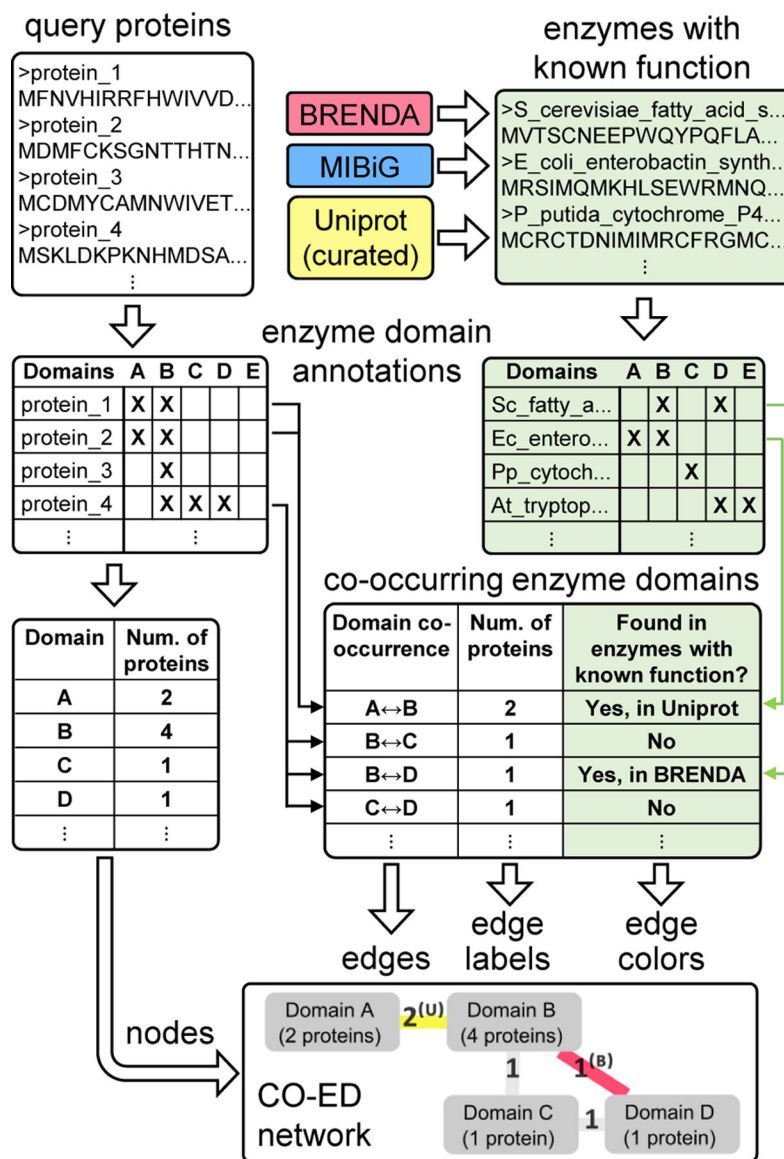 query proteins
>protein_1
MFNVHIRRFHWIVVD...
>protein_2
MDMFCKSGNTTHTN...
>protein_3
MCDMYCAMNWIVET...
>protein_4
MSKLDKPKNHMDSA...
⋮
BRENDA
MIBiG
Uniprot
(curated)
enzymes with
known function
>S_cerevisiae_fatty_acid_s...
MVTSCNEEPWQYPQFLA...
>E_coli_enterobactin_synth...
MRSIMQMKHLSEWRMNQ...
>P_putida_cytochrome_P4...
MCRCTDNIMIMRCFRGMC...
⋮
enzyme domain
annotations
Domains A B C D E
protein_1 X X
protein_2 X X
protein_3 X
protein_4 X X X
⋮ ⋮
Domains A B C D E
Sc_fatty_a... X X
Ec_entero... X X
Pp_cytoch... X
At_tryptop... X X
⋮ ⋮
Domain Num. of
proteins
A 2
B 4
C 1
D 1
⋮ ⋮
co-occurring enzyme domains
Domain co-
occurrence
Num. of
proteins
Found in
enzymes with
known function?
A↔B 2 Yes, in Uniprot
B↔C 1 No
B↔D 1 Yes, in BRENDA
C↔D 1 No
⋮ ⋮ ⋮
edges
edge
labels
edge
colors
nodes
CO-ED
network
Domain A
(2 proteins)
2(U)
Domain B
(4 proteins)
1
1(B)
Domain C
(1 protein)
1
Domain D
(1 protein)